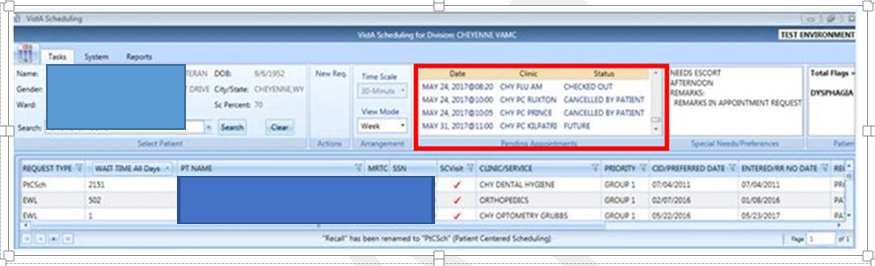 VistA Scheduling
VistA Scheduling for Division: CHEYENNE VAMC
TEST ENVIRONMENT
Tasks System Reports
Name: TERAN DOB: 9/6/1952
Gender: DRIVE City/State: CHEYENNE,WY
Ward: Sc Percent: 70
Search: Search Clear
Select Patient
New Req.
Actions
Time Scale
30-Minute
View Mode
Week
Arrangement
Date Clinic Status
MAY 24, 2017@08:20 CHY FLU AM CHECKED OUT
MAY 24, 2017@10:00 CHY PC RUXTON CANCELLED BY PATIENT
MAY 24, 2017@10:05 CHY PC PRINCE CANCELLED BY PATIENT
MAY 31, 2017@11:00 CHY PC KILPATRI FUTURE
Pending Appointments
NEEDS ESCORT
AFTERNOON
REMARKS:
REMARKS IN APPOINTMENT REQUEST
Special Needs/Preferences
Total Flags =
DYSPHAGIA
Patien
REQUEST TYPE WAIT TIME All Days PT NAME MRTC SSN SCVisit CLINIC/SERVICE PRIORITY CID/PREFERRED DATE ENTERED/RR NO DATE
PtCSch 2151 ✓ CHY DENTAL HYGIENE GROUP 1 07/04/2011 07/04/2011
EWL 502 ✓ ORTHOPEDICS GROUP 1 02/07/2016 01/08/2016 PA
EWL 1 ✓ CHY OPTOMETRY GRUBBS GROUP 1 05/22/2016 05/23/2017 PA
"Recall" has been renamed to "PtCSch" (Patient Centered Scheduling)
Page 1 of 1